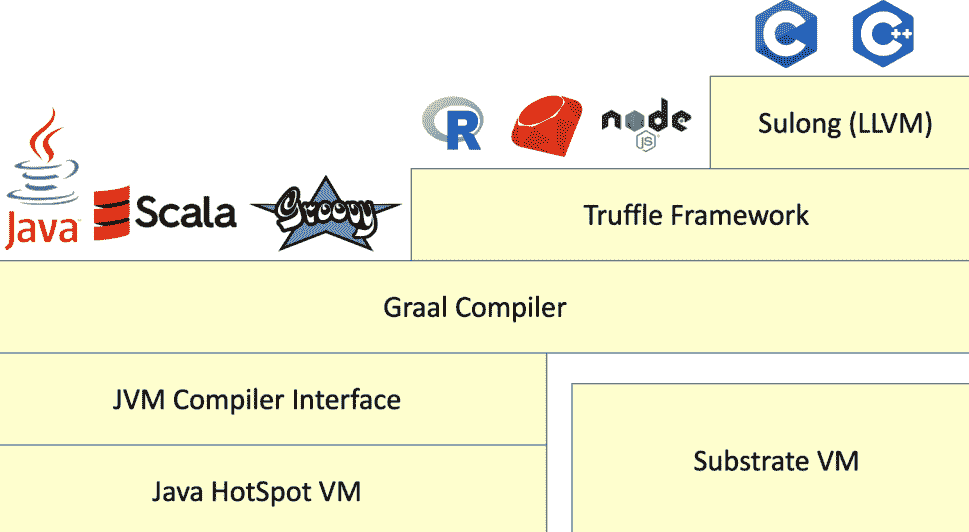 C
C++
R
node
JS
Sulong (LLVM)
Java
Scala
Groovy
Truffle Framework
Graal Compiler
JVM Compiler Interface
Substrate VM
Java HotSpot VM